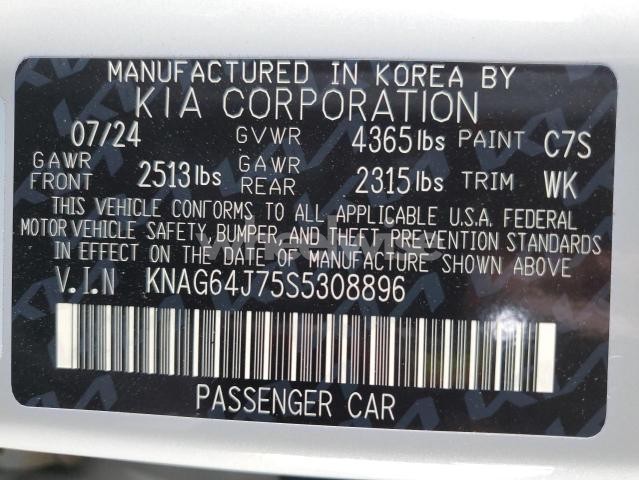 MANUFACTURED IN KOREA BY
KIA CORPORATION
07/24 GVWR 4365 lbs PAINT C7S
GAWR FRONT 2513 lbs GAWR REAR 2315 lbs TRIM WK
THIS VEHICLE CONFORMS TO ALL APPLICABLE U.S.A. FEDERAL
MOTOR VEHICLE SAFETY, BUMPER, AND THEFT PREVENTION STANDARDS
IN EFFECT ON THE DATE OF MANUFACTURE SHOWN ABOVE
V.I.N KNAG64J75S5308896
PASSENGER CAR